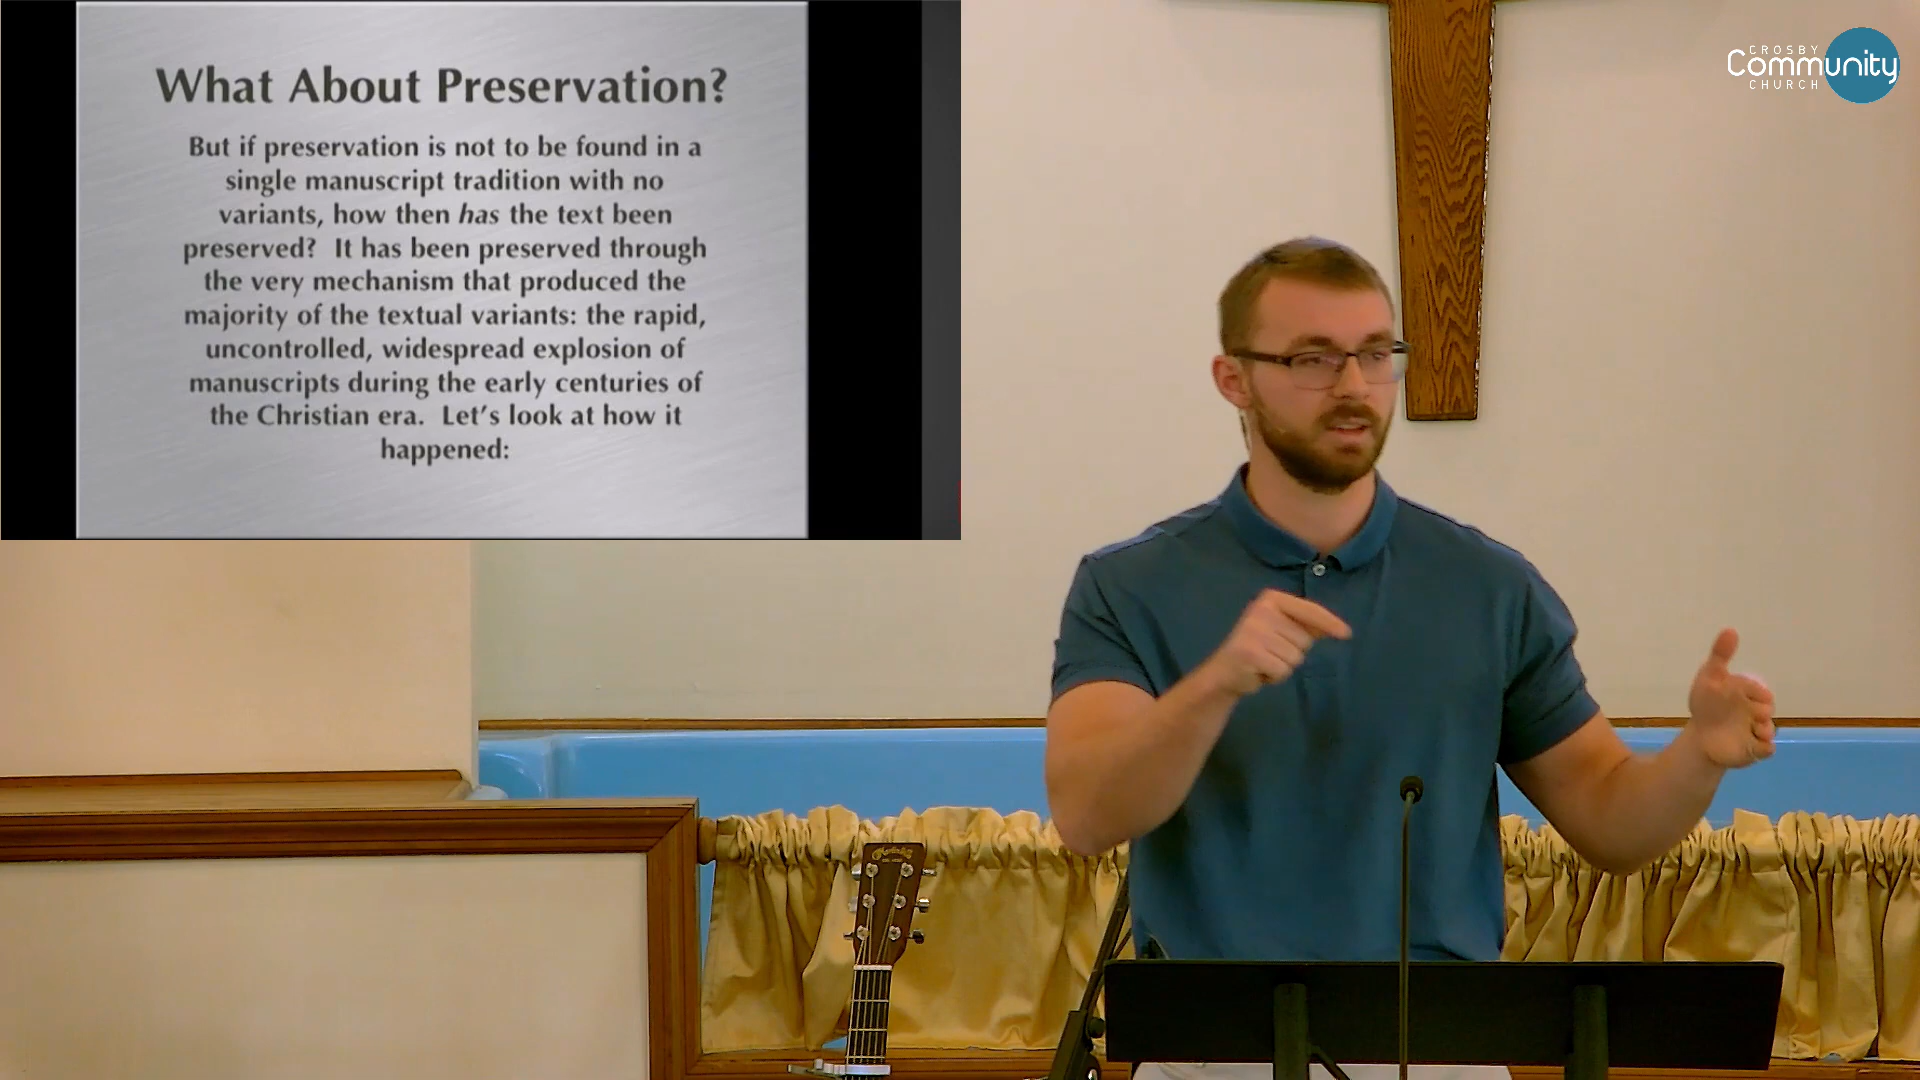 What About Preservation?
But if preservation is not to be found in a
single manuscript tradition with no
variants, how then has the text been
preserved?  It has been preserved through
the very mechanism that produced the
majority of the textual variants: the rapid,
uncontrolled, widespread explosion of
manuscripts during the early centuries of
the Christian era.  Let's look at how it
happened:
CROSBY
Community
CHURCH